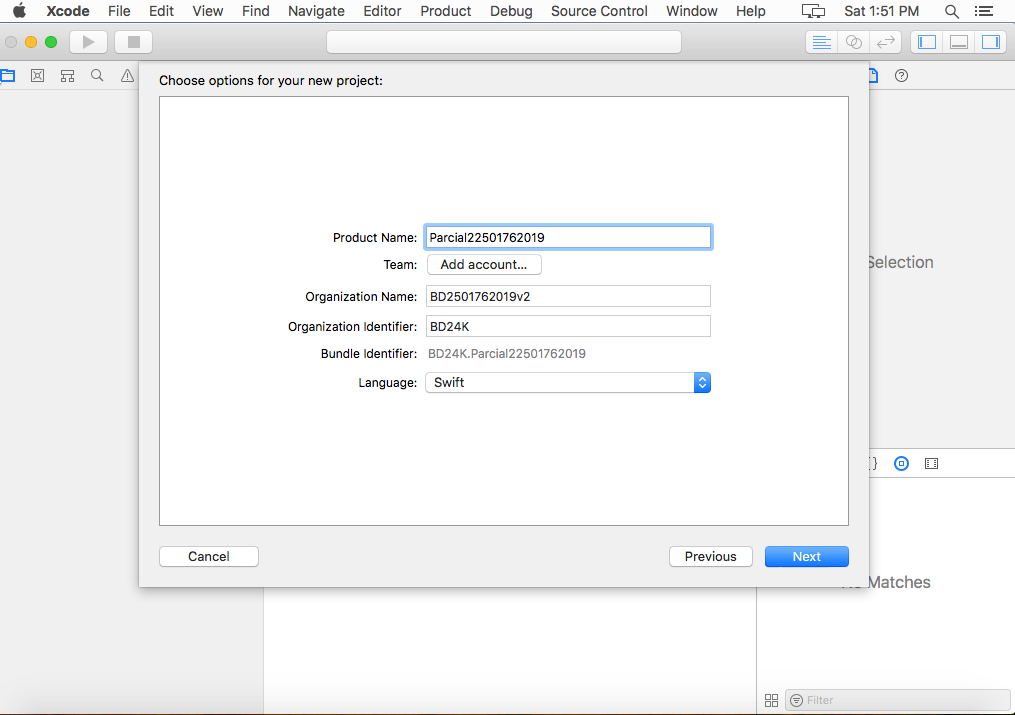 Xcode File Edit View Find Navigate Editor Product Debug Source Control Window Help Sat 1:51 PM
Choose options for your new project:
Product Name: Parcial22501762019
Team: Add account...
Selection
Organization Name: BD2501762019v2
Organization Identifier: BD24K
Bundle Identifier: BD24K.Parcial22501762019
Language: Swift
Cancel Previous Next
Matches
Filter